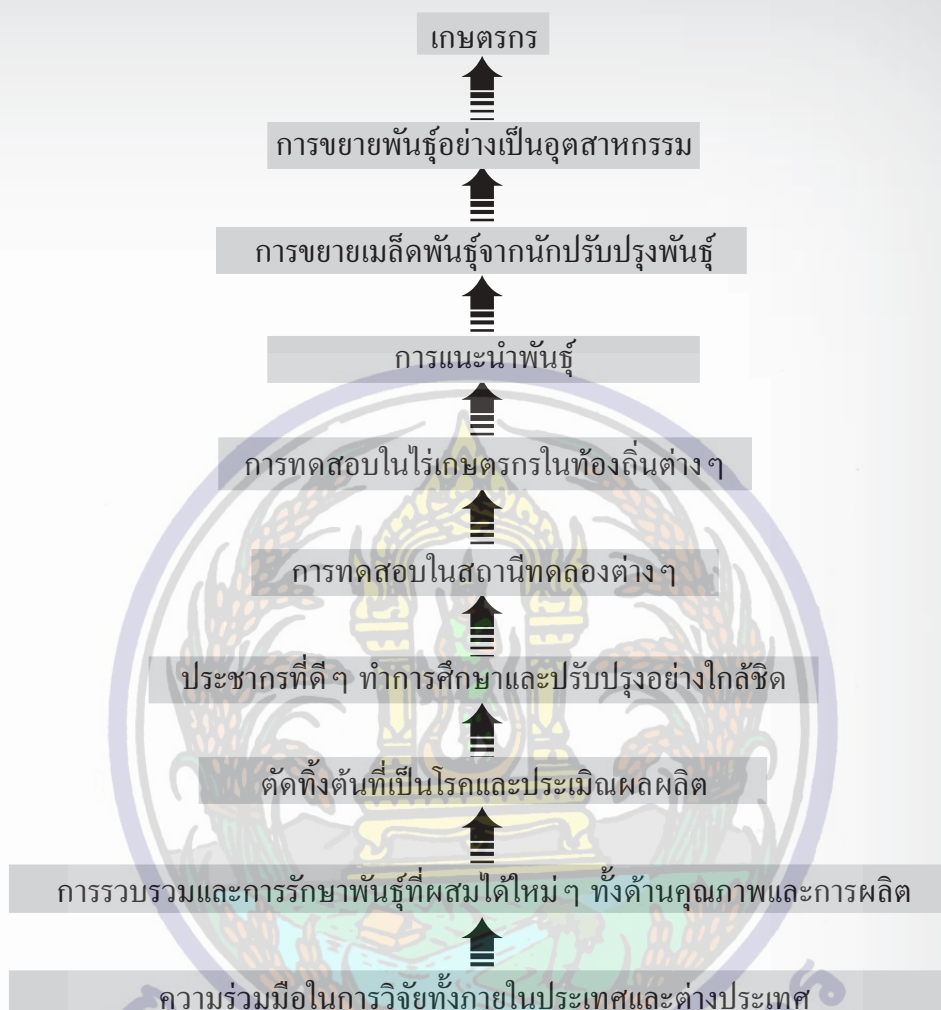 เกษตรกร
การขยายพันธุ์อย่างเป็นอุตสาหกรรม
การขยายเมล็ดพันธุ์จากนักปรับปรุงพันธุ์
การแนะนำพันธุ์
การทดสอบในไร่เกษตรกรในท้องถิ่นต่างๆ
การทดสอบในสถานีทดลองต่างๆ
ประชากรที่ดีๆ ทำการศึกษาและปรับปรุงอย่างใกล้ชิด
ตัดทิ้งต้นที่เป็นโรคและประเมิณผลผลิต
การรวบรวมและการรักษาพันธุ์ที่ผสมได้ใหม่ๆ ทั้งด้านคุณภาพและการผลิต
ความร่วมมือในการวิจัยทั้งภายในประเทศและต่างประเทศ